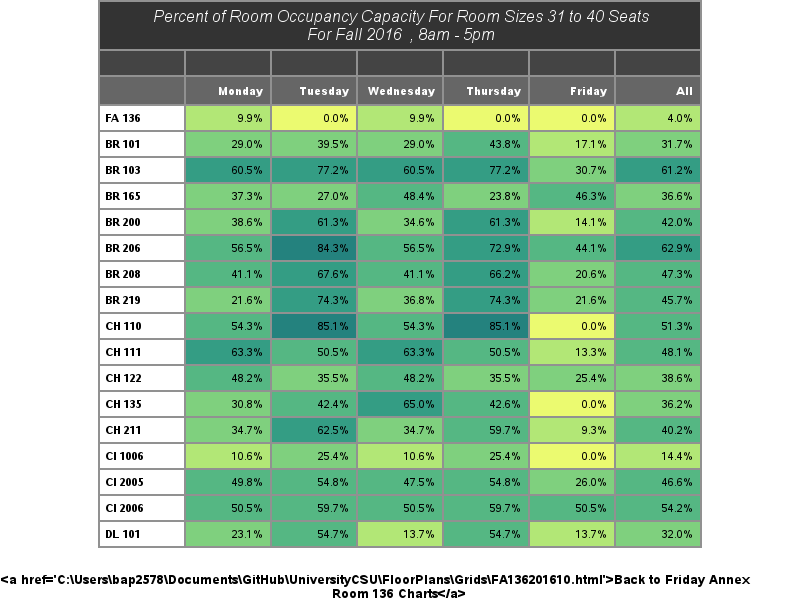 Percent of Room Occupancy Capacity For Room Sizes 31 to 40 Seats
For Fall 2016 , 8am - 5pm
Monday Tuesday Wednesday Thursday Friday All
FA 136 9.9% 0.0% 9.9% 0.0% 0.0% 4.0%
BR 101 29.0% 39.5% 29.0% 43.8% 17.1% 31.7%
BR 103 60.5% 77.2% 60.5% 77.2% 30.7% 61.2%
BR 165 37.3% 27.0% 48.4% 23.8% 46.3% 36.6%
BR 200 38.6% 61.3% 34.6% 61.3% 14.1% 42.0%
BR 206 56.5% 84.3% 56.5% 72.9% 44.1% 62.9%
BR 208 41.1% 67.6% 41.1% 66.2% 20.6% 47.3%
BR 219 21.6% 74.3% 36.8% 74.3% 21.6% 45.7%
CH 110 54.3% 85.1% 54.3% 85.1% 0.0% 51.3%
CH 111 63.3% 50.5% 63.3% 50.5% 13.3% 48.1%
CH 122 48.2% 35.5% 48.2% 35.5% 25.4% 38.6%
CH 135 30.8% 42.4% 65.0% 42.6% 0.0% 36.2%
CH 211 34.7% 62.5% 34.7% 59.7% 9.3% 40.2%
CI 1006 10.6% 25.4% 10.6% 25.4% 0.0% 14.4%
CI 2005 49.8% 54.8% 47.5% 54.8% 26.0% 46.6%
CI 2006 50.5% 59.7% 50.5% 59.7% 50.5% 54.2%
DL 101 23.1% 54.7% 13.7% 54.7% 13.7% 32.0%
<a href='C:\Users\bap2578\Documents\GitHub\UniversityCSU\FloorPlans\Grids\FA136201610.html'>Back to Friday Annex
Room 136 Charts</a>